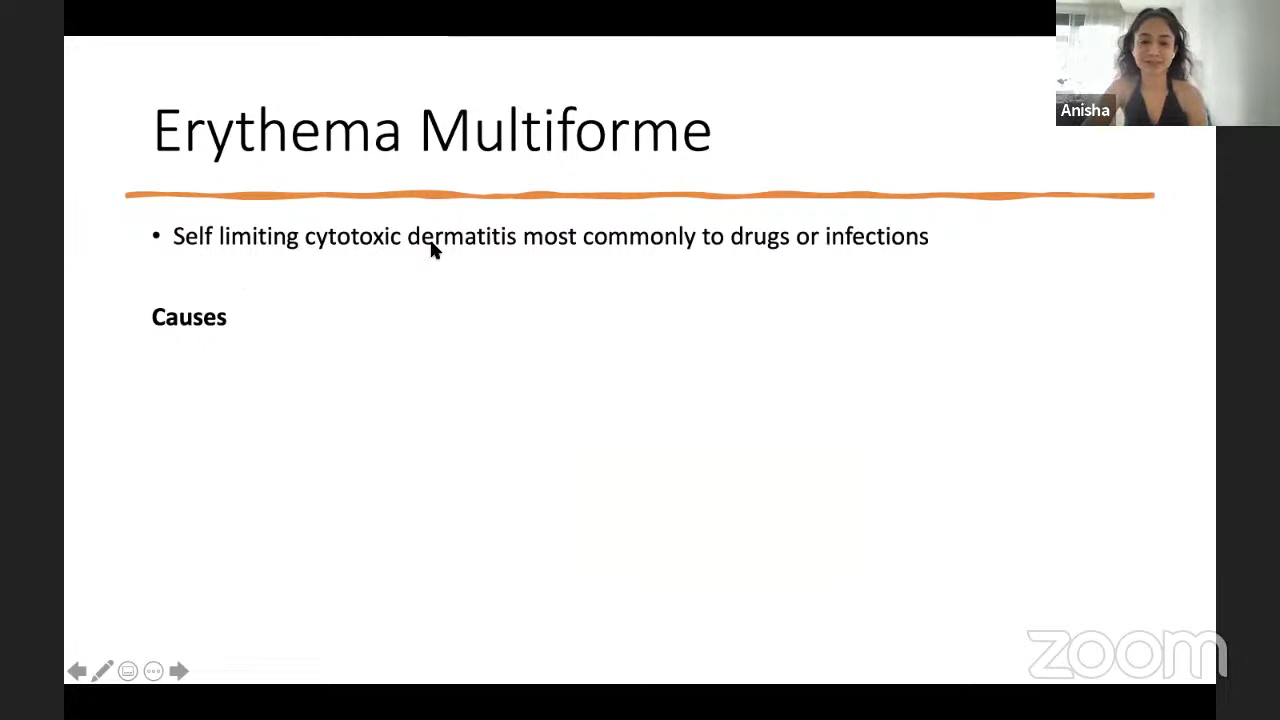 Anisha
Erythema Multiforme
• Self limiting cytotoxic dermatitis most commonly to drugs or infections
Causes
zoom